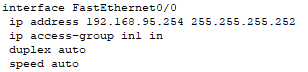 interface FastEthernet0/0
ip address 192.168.95.254 255.255.255.252
ip access-group in1 in
duplex auto
speed auto